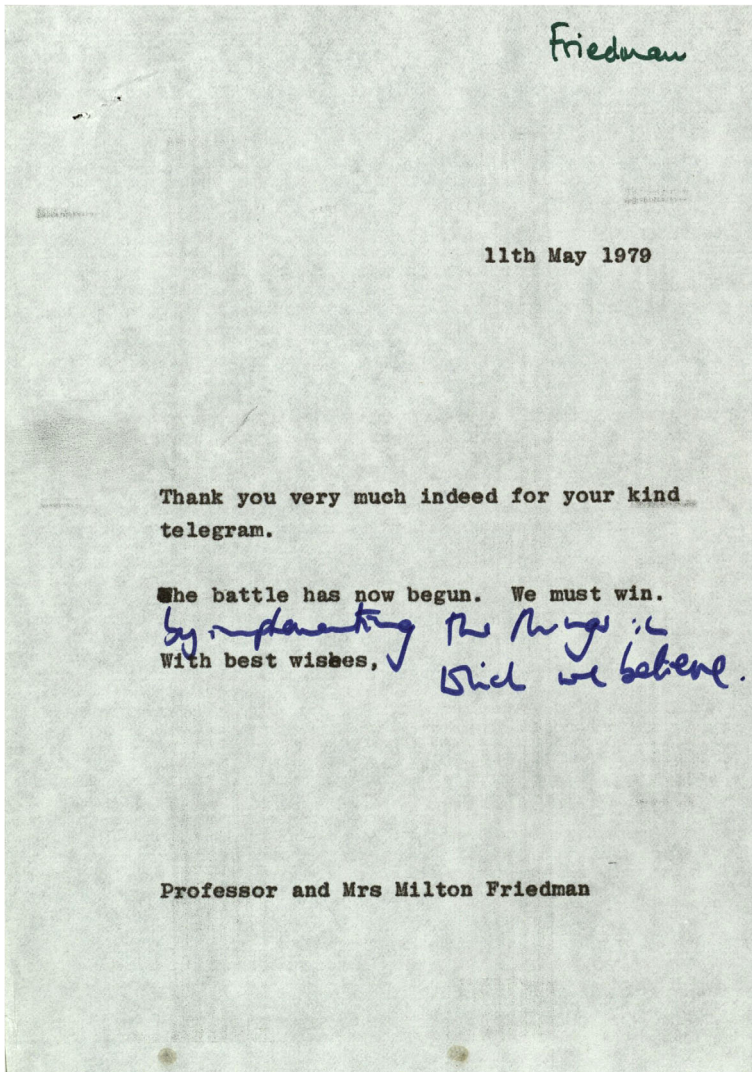 Friedman
11th May 1979
Thank you very much indeed for your kind
telegram.
The battle has now begun. We must win.
by implementing the things in
With best wishes,
which we believe.
Professor and Mrs Milton Friedman